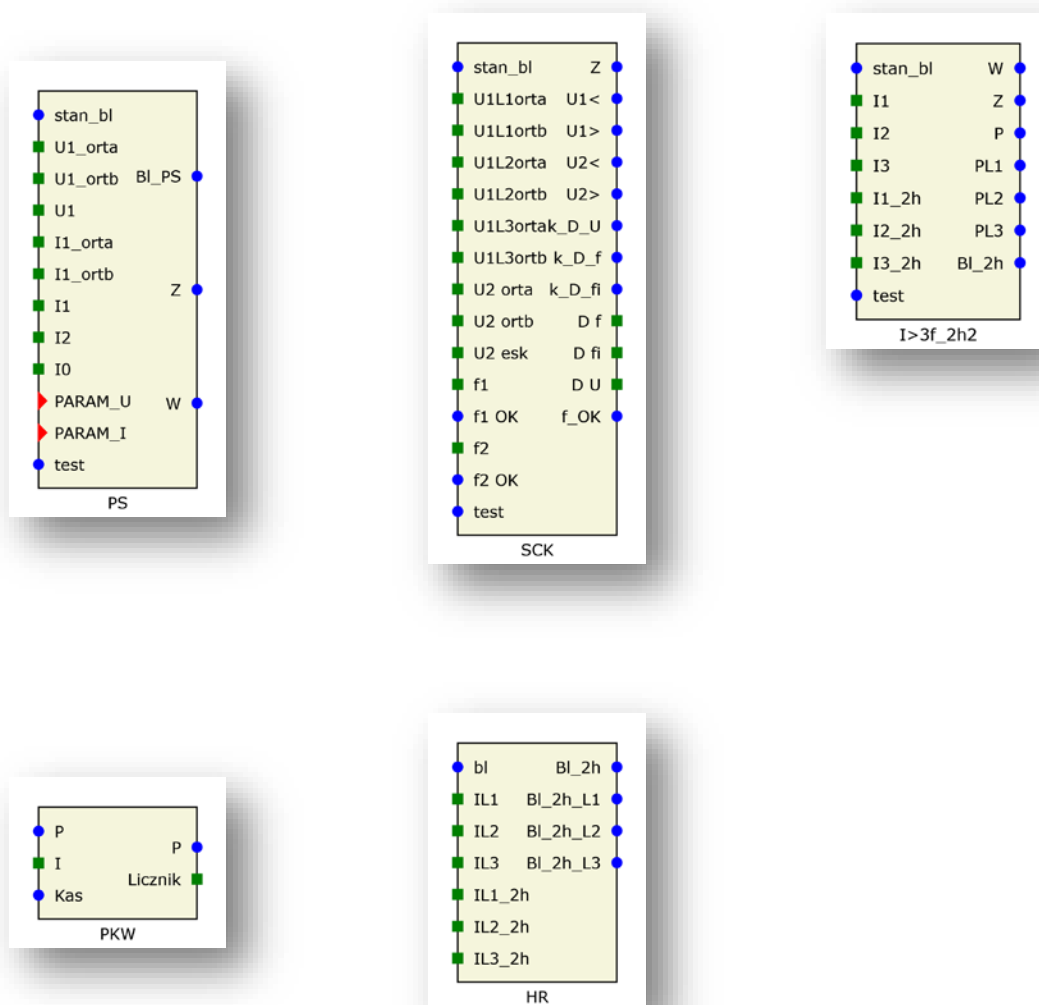 stan_bl
U1_orta
U1_ortb Bl_PS
U1
I1_orta
I1_ortb
Z
I1
I2
I0
PARAM_U W
PARAM_I
test
PS
stan_bl Z
U1L1orta U1<
U1L1ortb U1>
U1L2orta U2<
U1L2ortb U2>
U1L3orta k_D_U
U1L3ortb k_D_f
U2 orta k_D_fi
U2 ortb D f
U2 esk D fi
f1 D U
f1 OK f_OK
f2
f2 OK
test
SCK
stan_bl W
I1 Z
I2 P
I3 PL1
I1_2h PL2
I2_2h PL3
I3_2h Bl_2h
test
I>3f_2h2
P
P
I
Licznik
Kas
PKW
bl Bl_2h
IL1 Bl_2h_L1
IL2 Bl_2h_L2
IL3 Bl_2h_L3
IL1_2h
IL2_2h
IL3_2h
HR